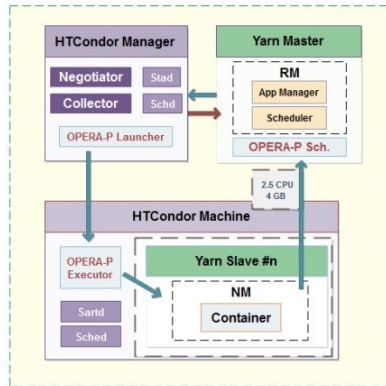 HTCondor Manager
Negotiator
Stad
Collector
Schd
OPERA-P Launcher
Yarn Master
RM
App Manager
Scheduler
OPERA-P Sch.
2.5 CPU
4 GB
HTCondor Machine
OPERA-P
Executor
Sartd
Sched
Yarn Slave #n
NM
Container